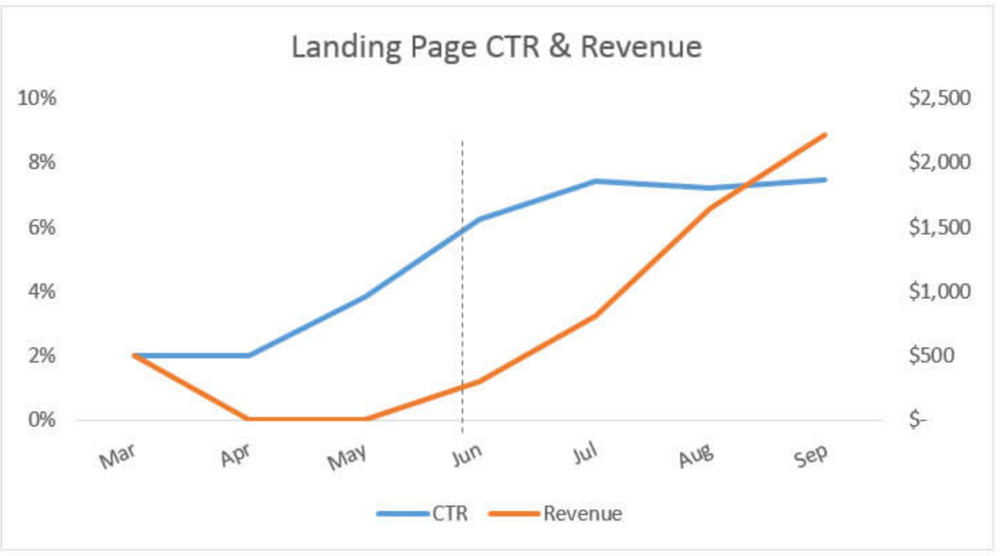 Landing Page CTR & Revenue
10%
8%
6%
4%
2%
0%
$2,500
$2,000
$1,500
$1,000
$500
$-
Mar
Apr
May
Jun
Jul
Aug
Sep
CTR
Revenue